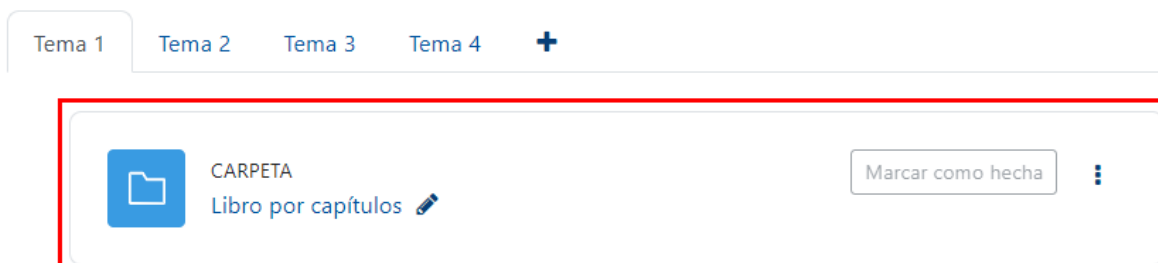 Tema 1 Tema 2 Tema 3 Tema 4
CARPETA
Marcar como hecha
Libro por capítulos